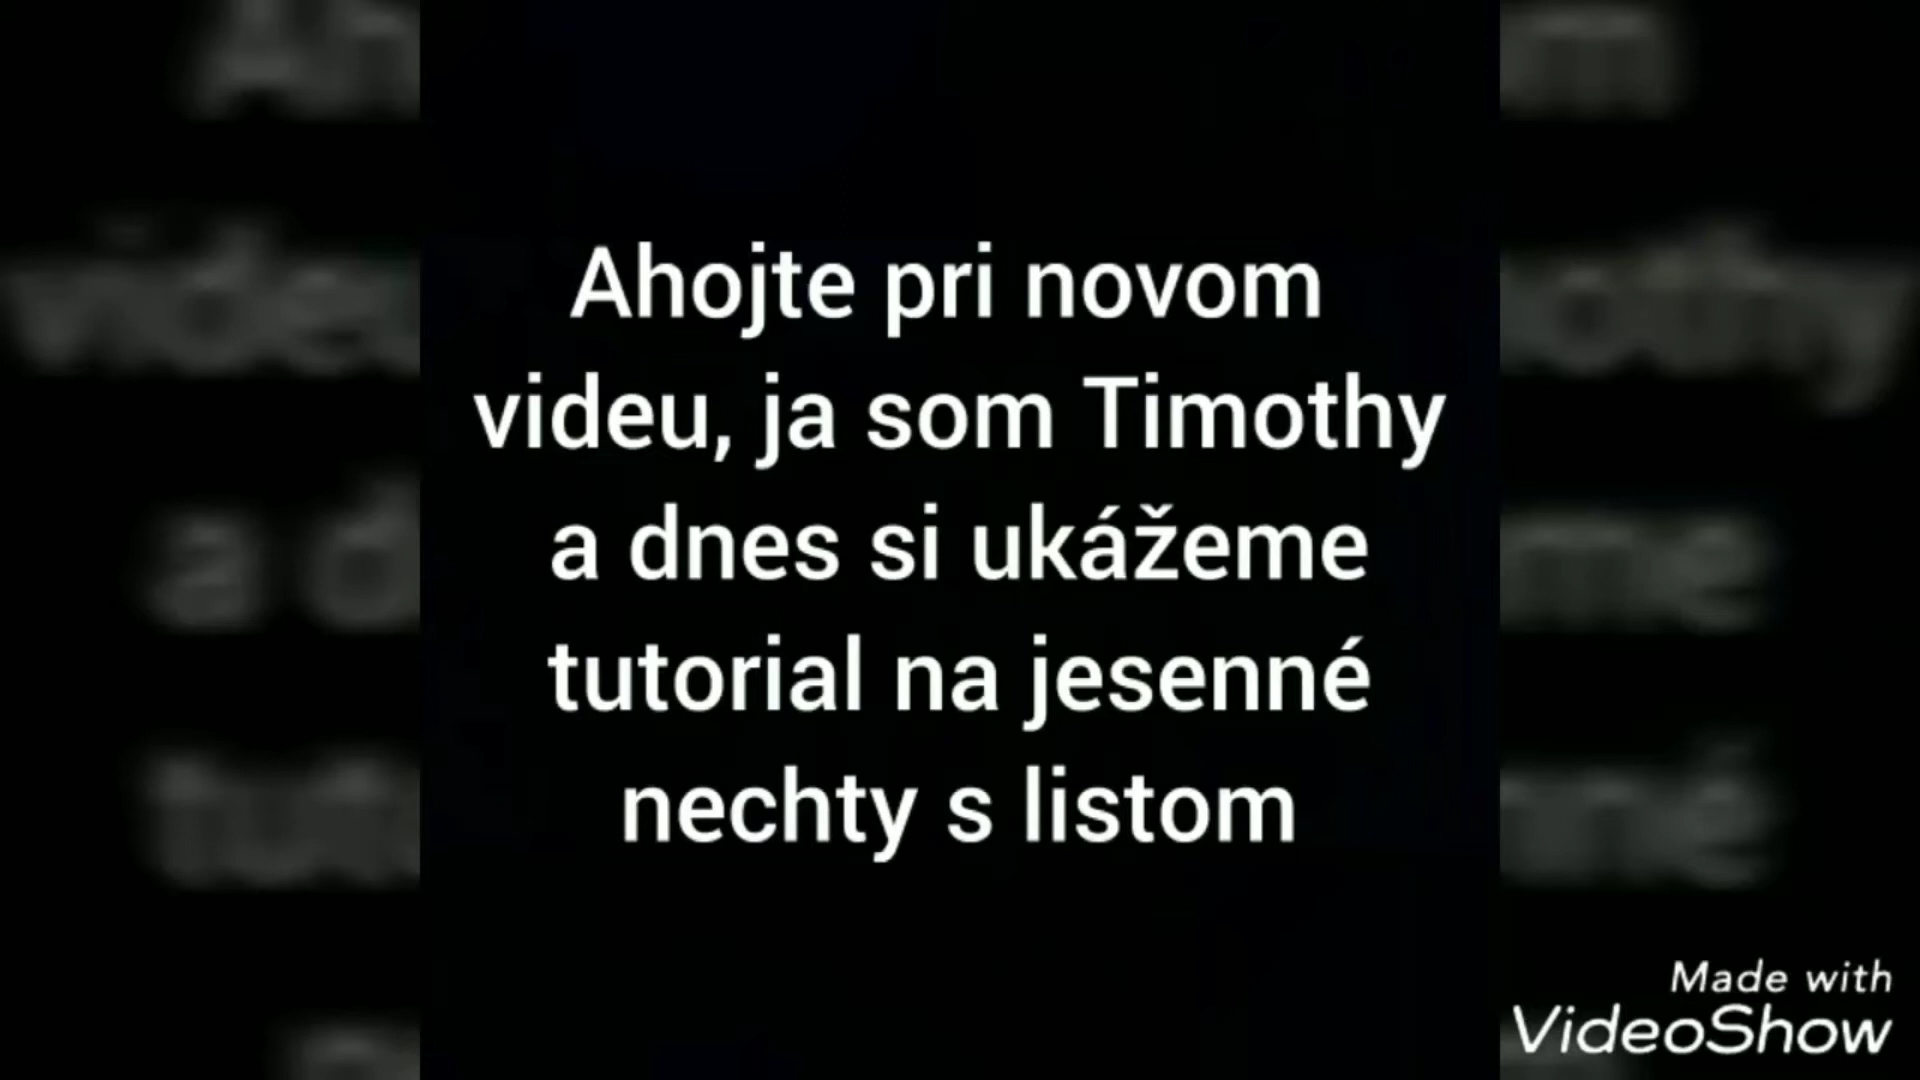 Ahojte pri novom
videu, ja som Timothy
a dnes si ukážeme
tutorial na jesenné
nechty s listom
Made with
VideoShow